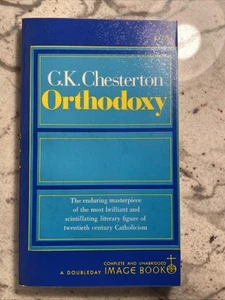 G.K. Chesterton
Orthodoxy
The enduring masterpiece
of the most brilliant and
scintillating literary figure of
twentieth century Catholicism
COMPLETE AND UNABRIDGED
A DOUBLEDAY IMAGE BOOK